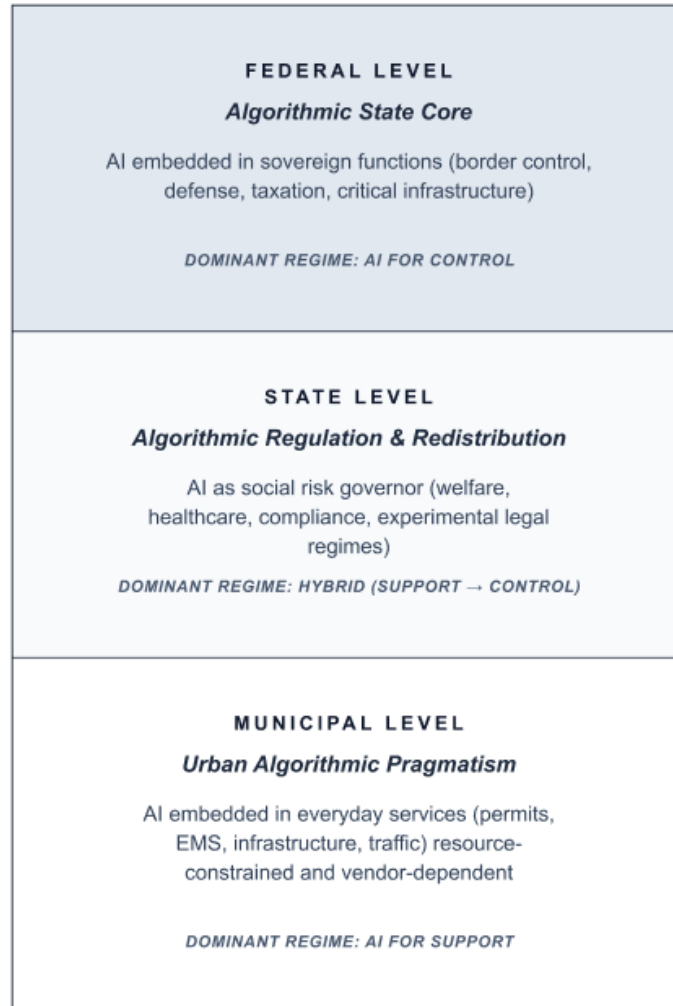 FEDERAL LEVEL
Algorithmic State Core
AI embedded in sovereign functions (border control,
defense, taxation, critical infrastructure)
DOMINANT REGIME: AI FOR CONTROL
STATE LEVEL
Algorithmic Regulation & Redistribution
AI as social risk governor (welfare,
healthcare, compliance, experimental legal
regimes)
DOMINANT REGIME: HYBRID (SUPPORT → CONTROL)
MUNICIPAL LEVEL
Urban Algorithmic Pragmatism
AI embedded in everyday services (permits,
EMS, infrastructure, traffic) resource-
constrained and vendor-dependent
DOMINANT REGIME: AI FOR SUPPORT